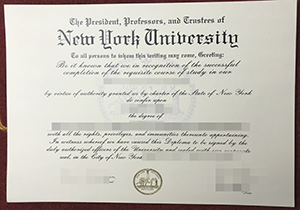 The President, Professors, and Trustees of
New York University
To all persons to whom this writing may come, Greeting:
Be it known that we in recognition of the successful
completion of the requisite course of study in our
by virtue of authority granted us by charter of the State of New York
do confer upon
the degree of
with all the rights, privileges, and immunities thereunto appertaining.
In witness whereof we have caused this Diploma to be signed by the
duly authorized officers of the University and sealed with our corporate
seal, in the City of New York